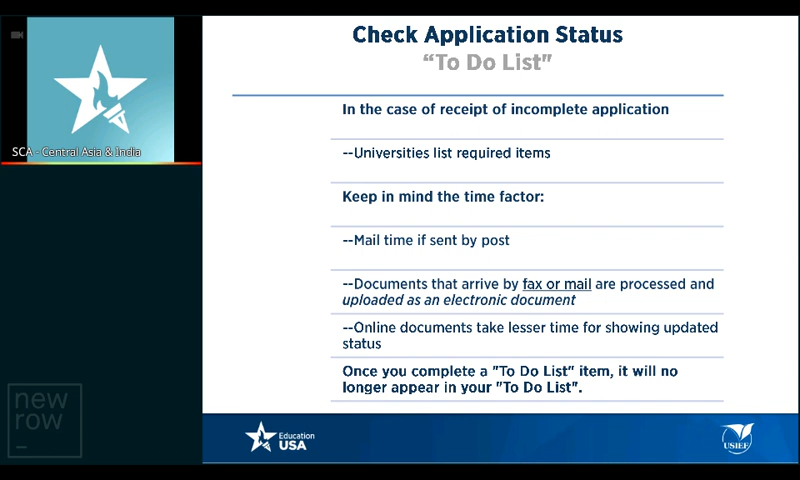 Check Application Status
“To Do List"
SCA - Central Asia & India
In the case of receipt of incomplete application
--Universities list required items
Keep in mind the time factor:
--Mail time if sent by post
--Documents that arrive by fax or mail are processed and
uploaded as an electronic document
--Online documents take lesser time for showing updated
status
Once you complete a "To Do List" item, it will no
longer appear in your "To Do List".
new
row
Education
USA
USIEF